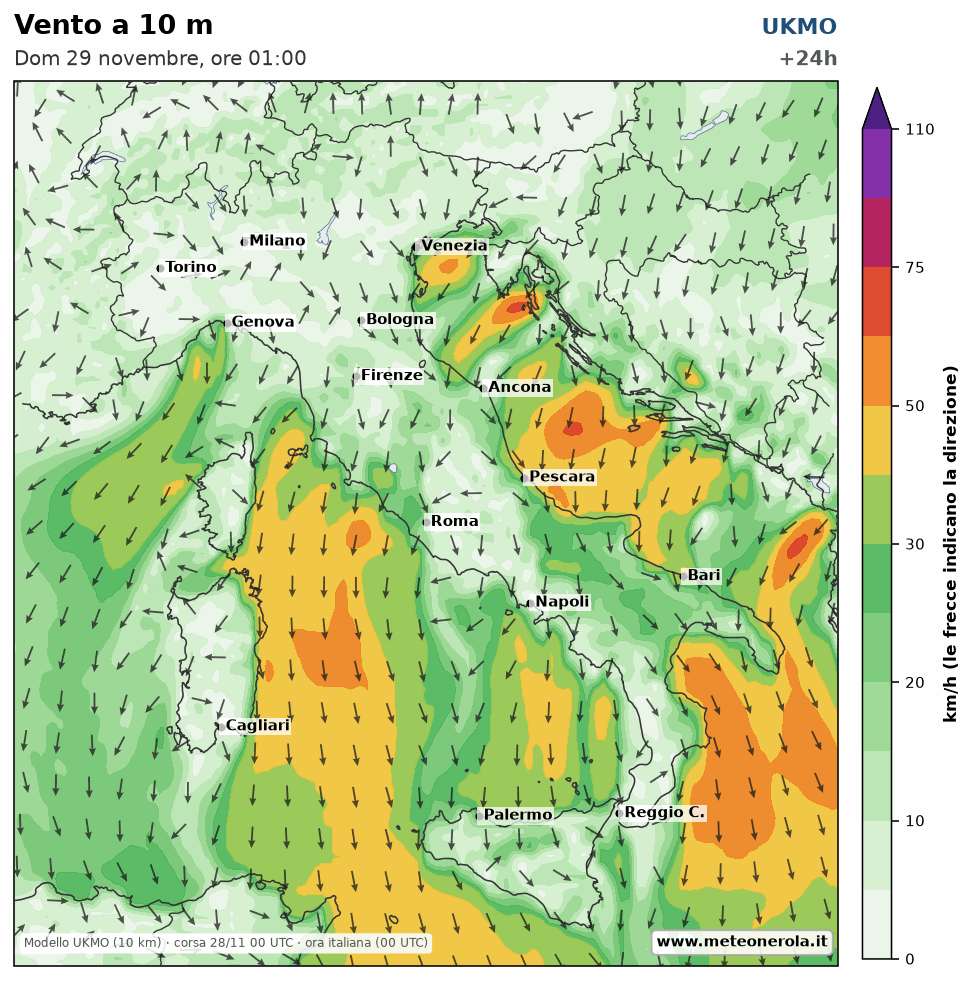 Vento a 10 m
UKMO
Dom 29 novembre, ore 01:00
+24h
110
75
50
30
20
10
0
km/h (le frecce indicano la direzione)
Venezia
Milano
Torino
Genova
Bologna
Firenze
Ancona
Pescara
Roma
Bari
Napoli
Cagliari
Palermo
Reggio C.
Modello UKMO (10 km) · corsa 28/11 00 UTC · ora italiana (00 UTC)
www.meteonerola.it